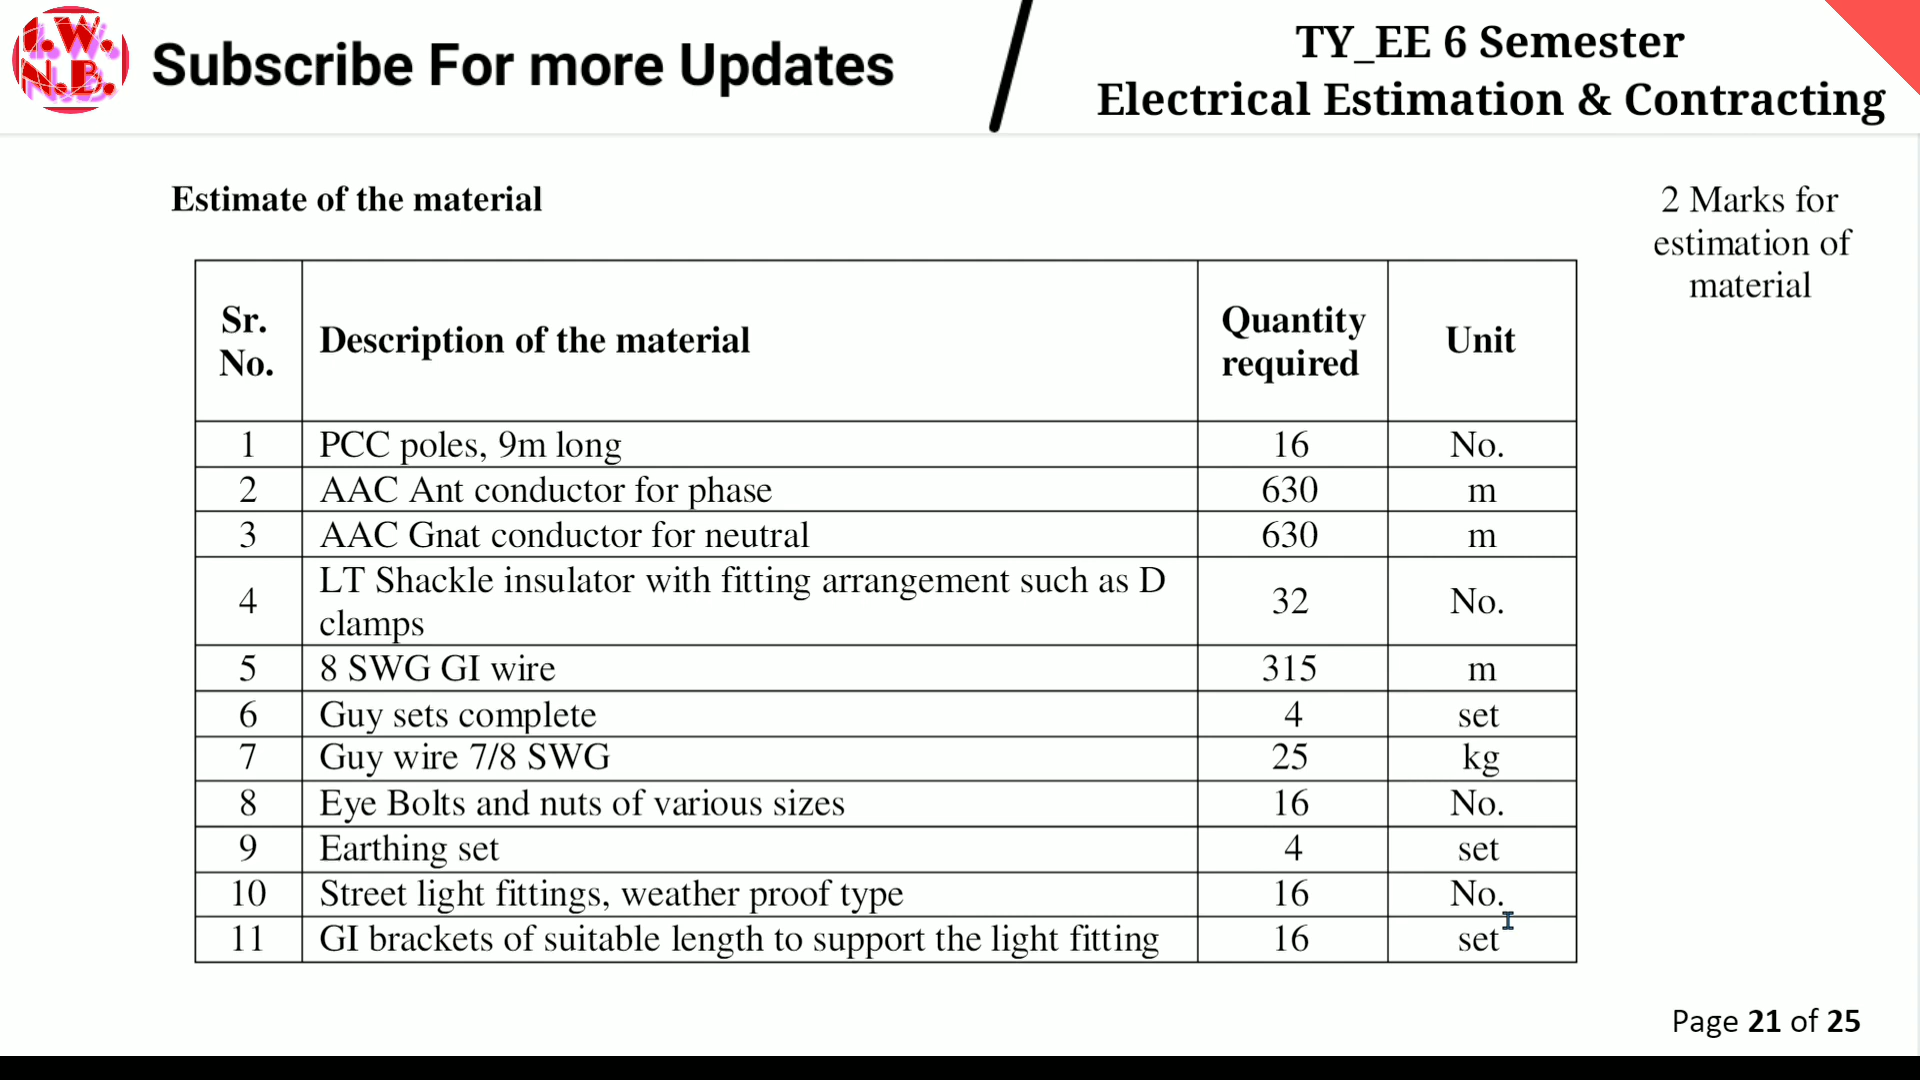 I.W.
N.B.
Subscribe For more Updates
TY_EE 6 Semester
Electrical Estimation & Contracting
Estimate of the material
2 Marks for
estimation of
material
Sr. No. Description of the material Quantity required Unit
1 PCC poles, 9m long 16 No.
2 AAC Ant conductor for phase 630 m
3 AAC Gnat conductor for neutral 630 m
4 LT Shackle insulator with fitting arrangement such as D clamps 32 No.
5 8 SWG GI wire 315 m
6 Guy sets complete 4 set
7 Guy wire 7/8 SWG 25 kg
8 Eye Bolts and nuts of various sizes 16 No.
9 Earthing set 4 set
10 Street light fittings, weather proof type 16 No.
11 GI brackets of suitable length to support the light fitting 16 set
Page 21 of 25